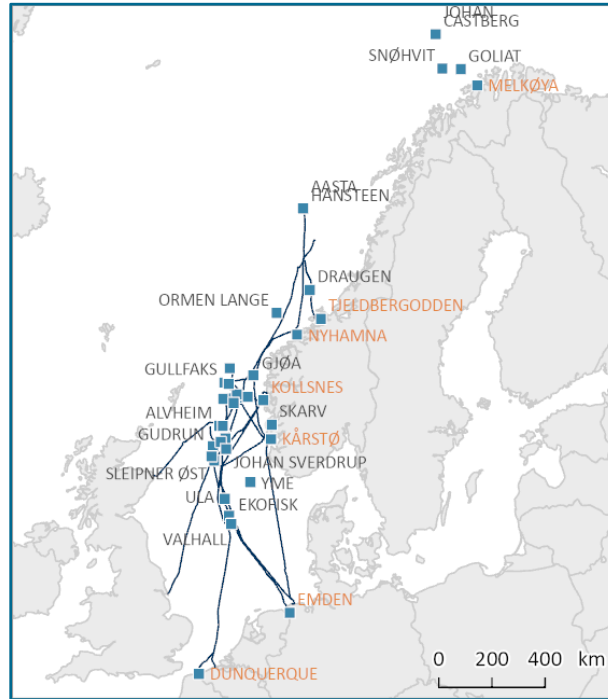 JOHAN
CASTBERG
SNØHVIT
GOLIAT
MELKØYA
AASTA
HANSTEEN
DRAUGEN
ORMEN LANGE
TJELDBERGODDEN
NYHAMNA
GULLFAKS
GJØA
KOLLSNES
ALVHEIM
SKARV
GUDRUN
KÅRSTØ
SLEIPNER ØST
JOHAN SVERDRUP
YME
ULA
EKOFISK
VALHALL
EMDEN
DUNQUERQUE
0 200 400 km